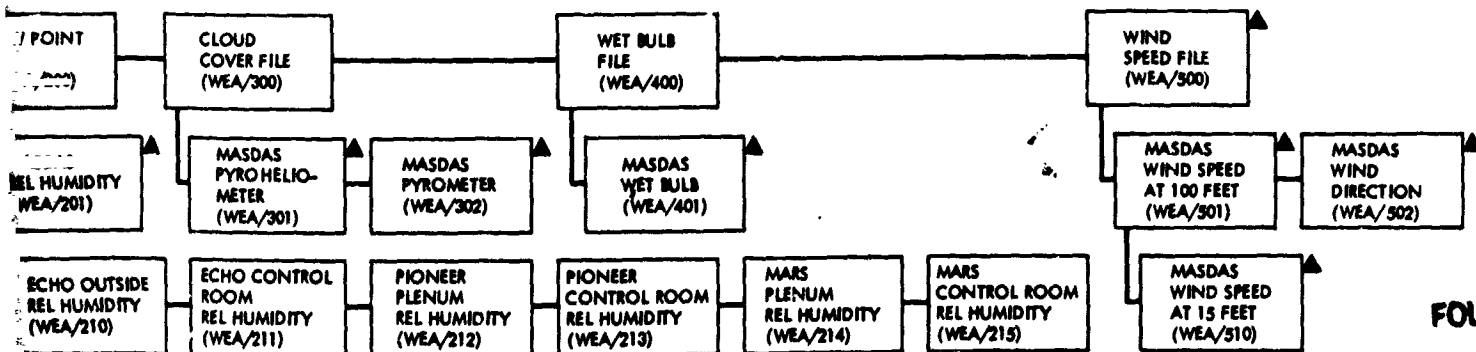 POINT
CLOUD
COVER FILE
(WEA/300)
WET BULB
FILE
(WEA/400)
WIND
SPEED FILE
(WEA/500)
REL HUMIDITY
WEA/201)
MASDAS
PYROHELIO-
METER
(WEA/301)
MASDAS
PYROMETER
(WEA/302)
MASDAS
WET BULB
(WEA/401)
MASDAS
WIND SPEED
AT 100 FEET
(WEA/501)
MASDAS
WIND
DIRECTION
(WEA/502)
ECHO OUTSIDE
REL HUMIDITY
(WEA/210)
ECHO CONTROL
ROOM
REL HUMIDITY
(WEA/211)
PIONEER
PLENUM
REL HUMIDITY
(WEA/212)
PIONEER
CONTROL ROOM
REL HUMIDITY
(WEA/213)
MARS
PLENUM
REL HUMIDITY
(WEA/214)
MARS
CONTROL ROOM
REL HUMIDITY
(WEA/215)
MASDAS
WIND SPEED
AT 15 FEET
(WEA/510)